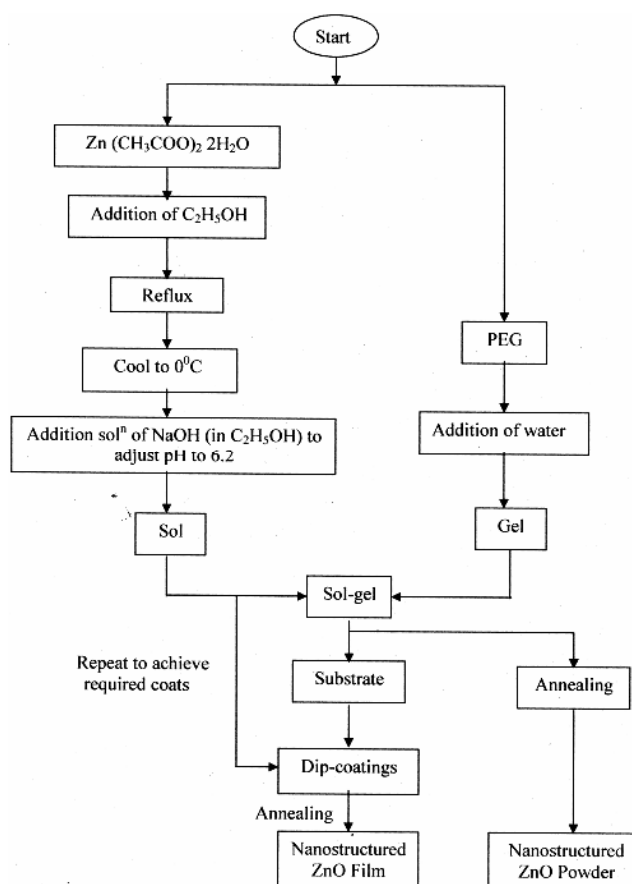 Start
Zn (CH₃COO)₂ 2H₂O
Addition of C₂H₅OH
Reflux
Cool to 0⁰C
Addition solⁿ of NaOH (in C₂H₅OH) to
adjust pH to 6.2
Sol
PEG
Addition of water
Gel
Sol-gel
Repeat to achieve
required coats
Substrate
Annealing
Dip-coatings
Annealing
Nanostructured
ZnO Film
Nanostructured
ZnO Powder